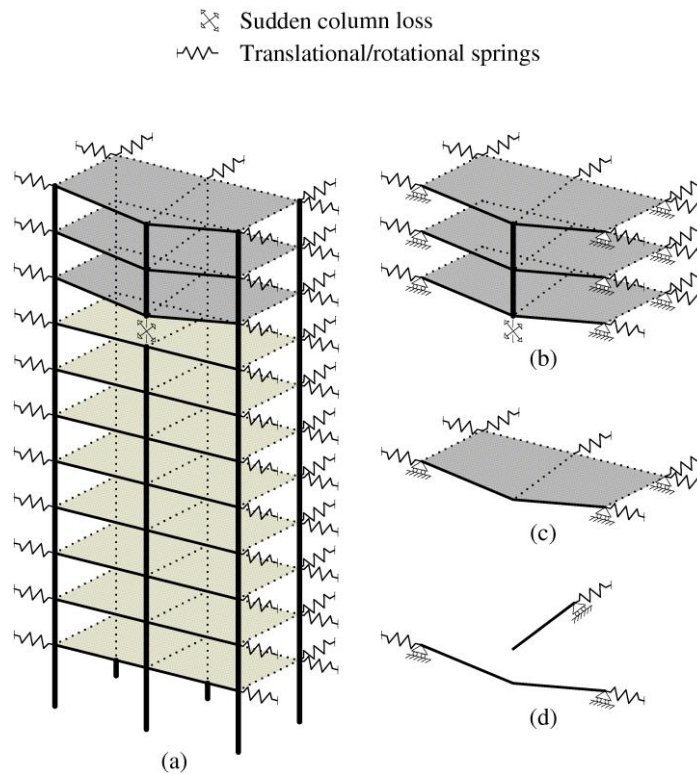 Sudden column loss
Translational/rotational springs
(a)
(b)
(c)
(d)